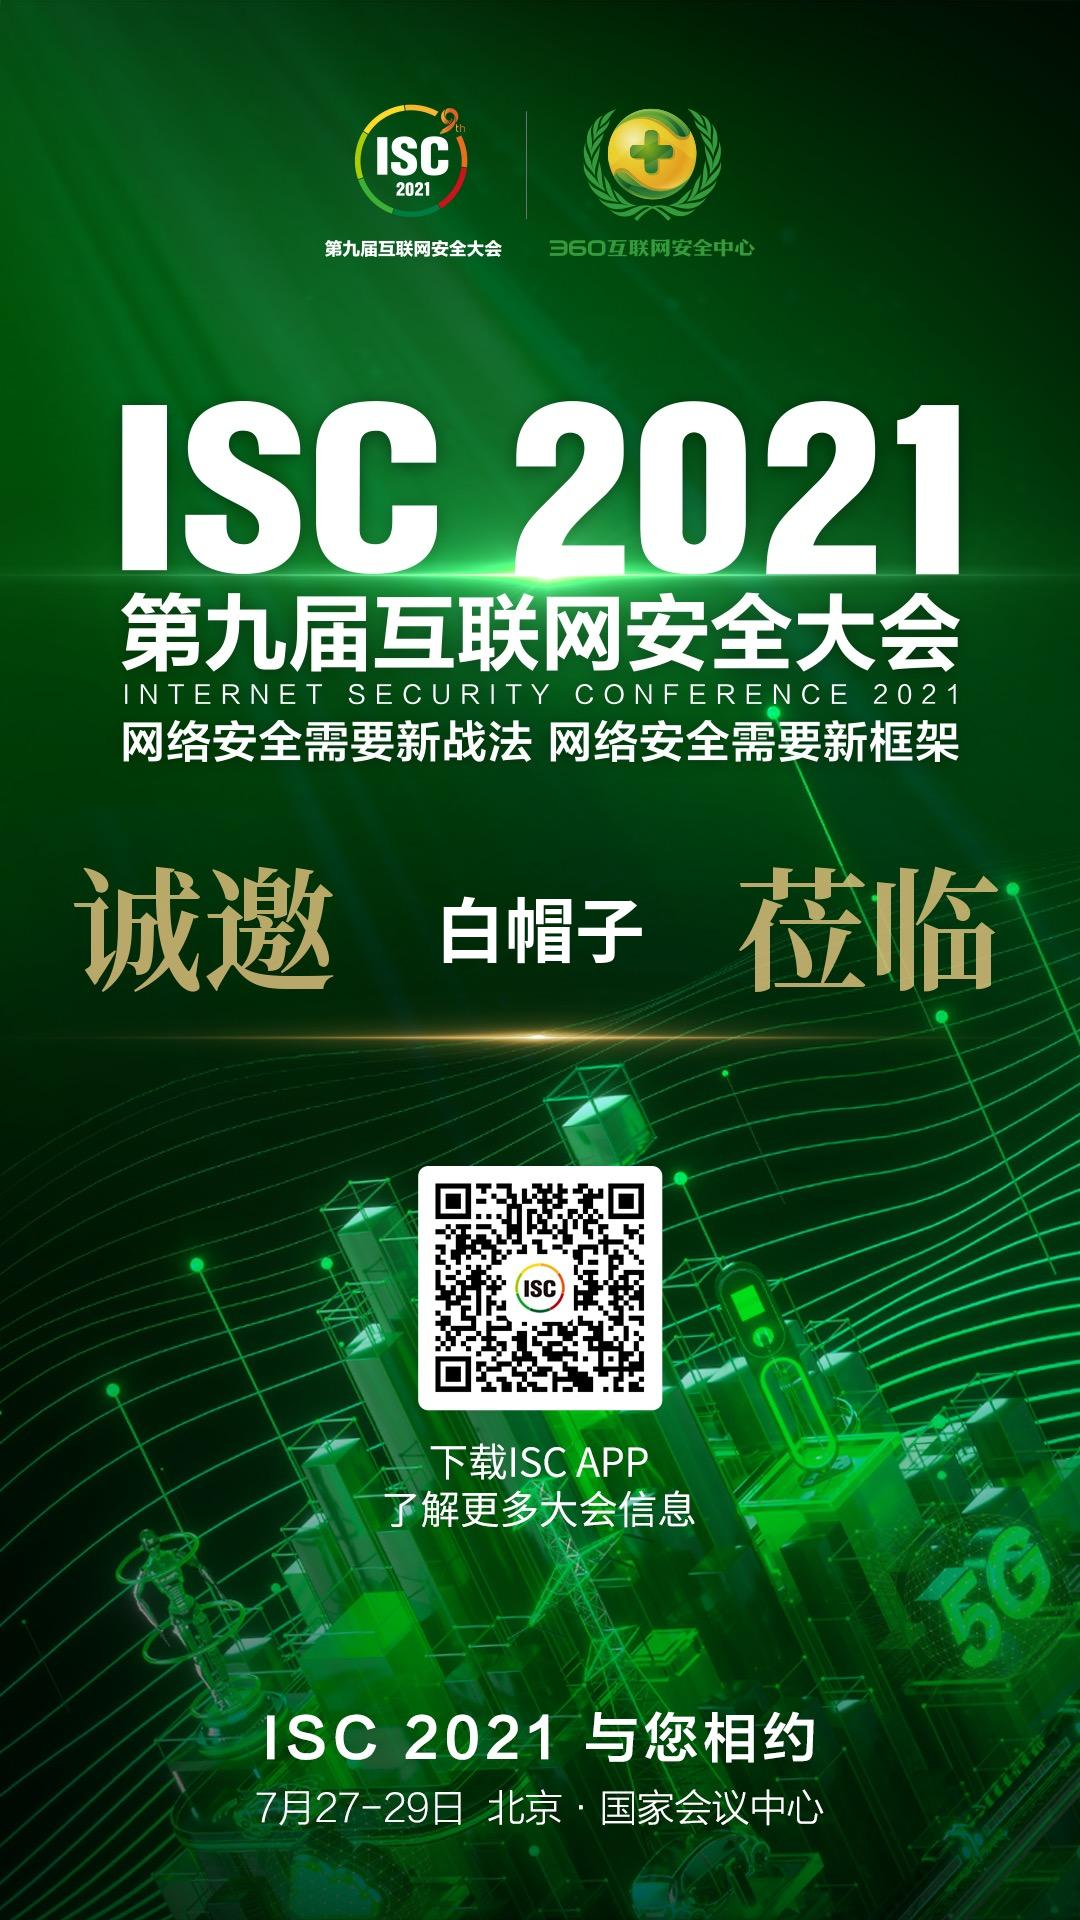 9th
ISC
2021
第九届互联网安全大会
360互联网安全中心
ISC 2021
第九届互联网安全大会
INTERNET SECURITY CONFERENCE 2021
网络安全需要新战法 网络安全需要新框架
诚邀 白帽子 莅临
ISC
下载ISC APP
了解更多大会信息
5G
ISC 2021 与您相约
7月27-29日 北京·国家会议中心